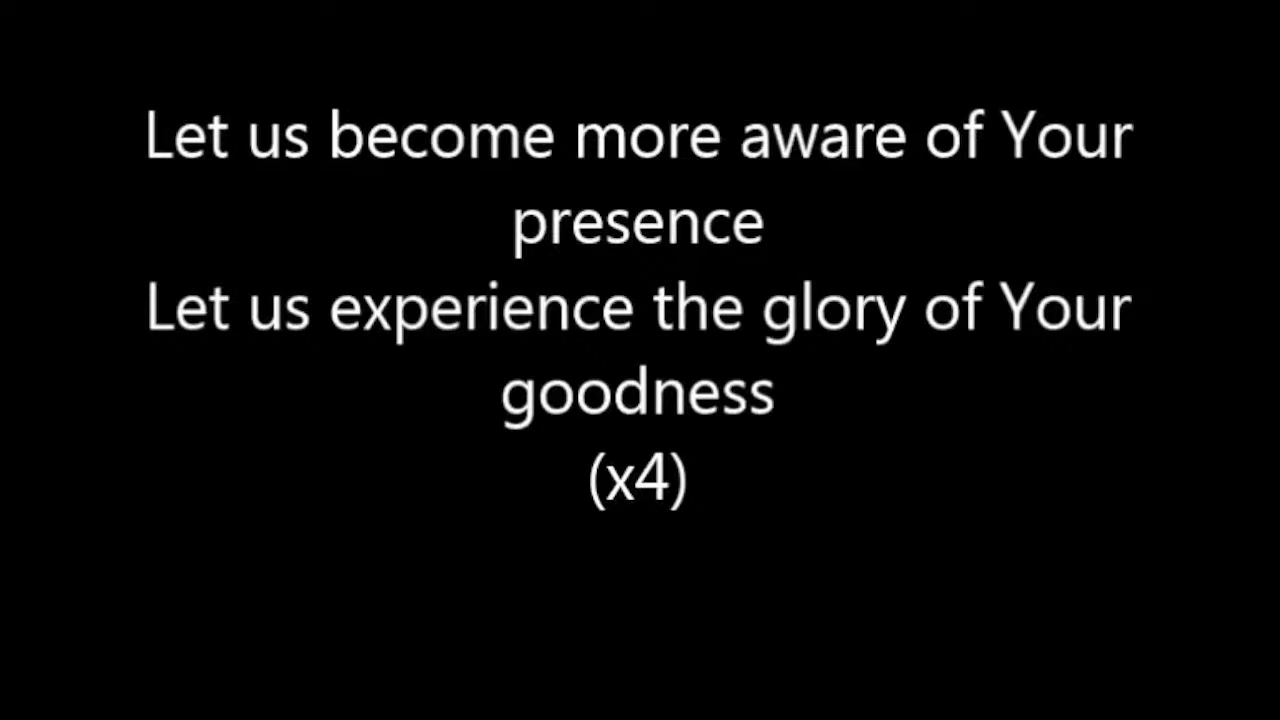 Let us become more aware of Your
presence
Let us experience the glory of Your
goodness
(x4)